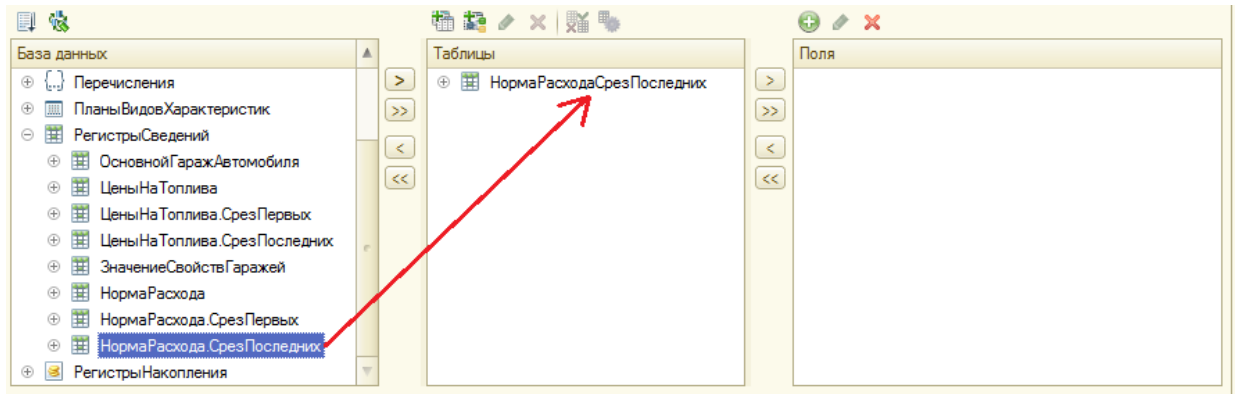 База данных
Перечисления
ПланыВидовХарактеристик
РегистрыСведений
ОсновнойГаражАвтомобиля
ЦеныНаТоплива
ЦеныНаТоплива.СрезПервых
ЦеныНаТоплива.СрезПоследних
ЗначениеСвойствГаражей
НормаРасхода
НормаРасхода.СрезПервых
НормаРасхода.СрезПоследних
РегистрыНакопления
>
>>
<
<<
Таблицы
НормаРасходаСрезПоследних
>
>>
<
<<
Поля